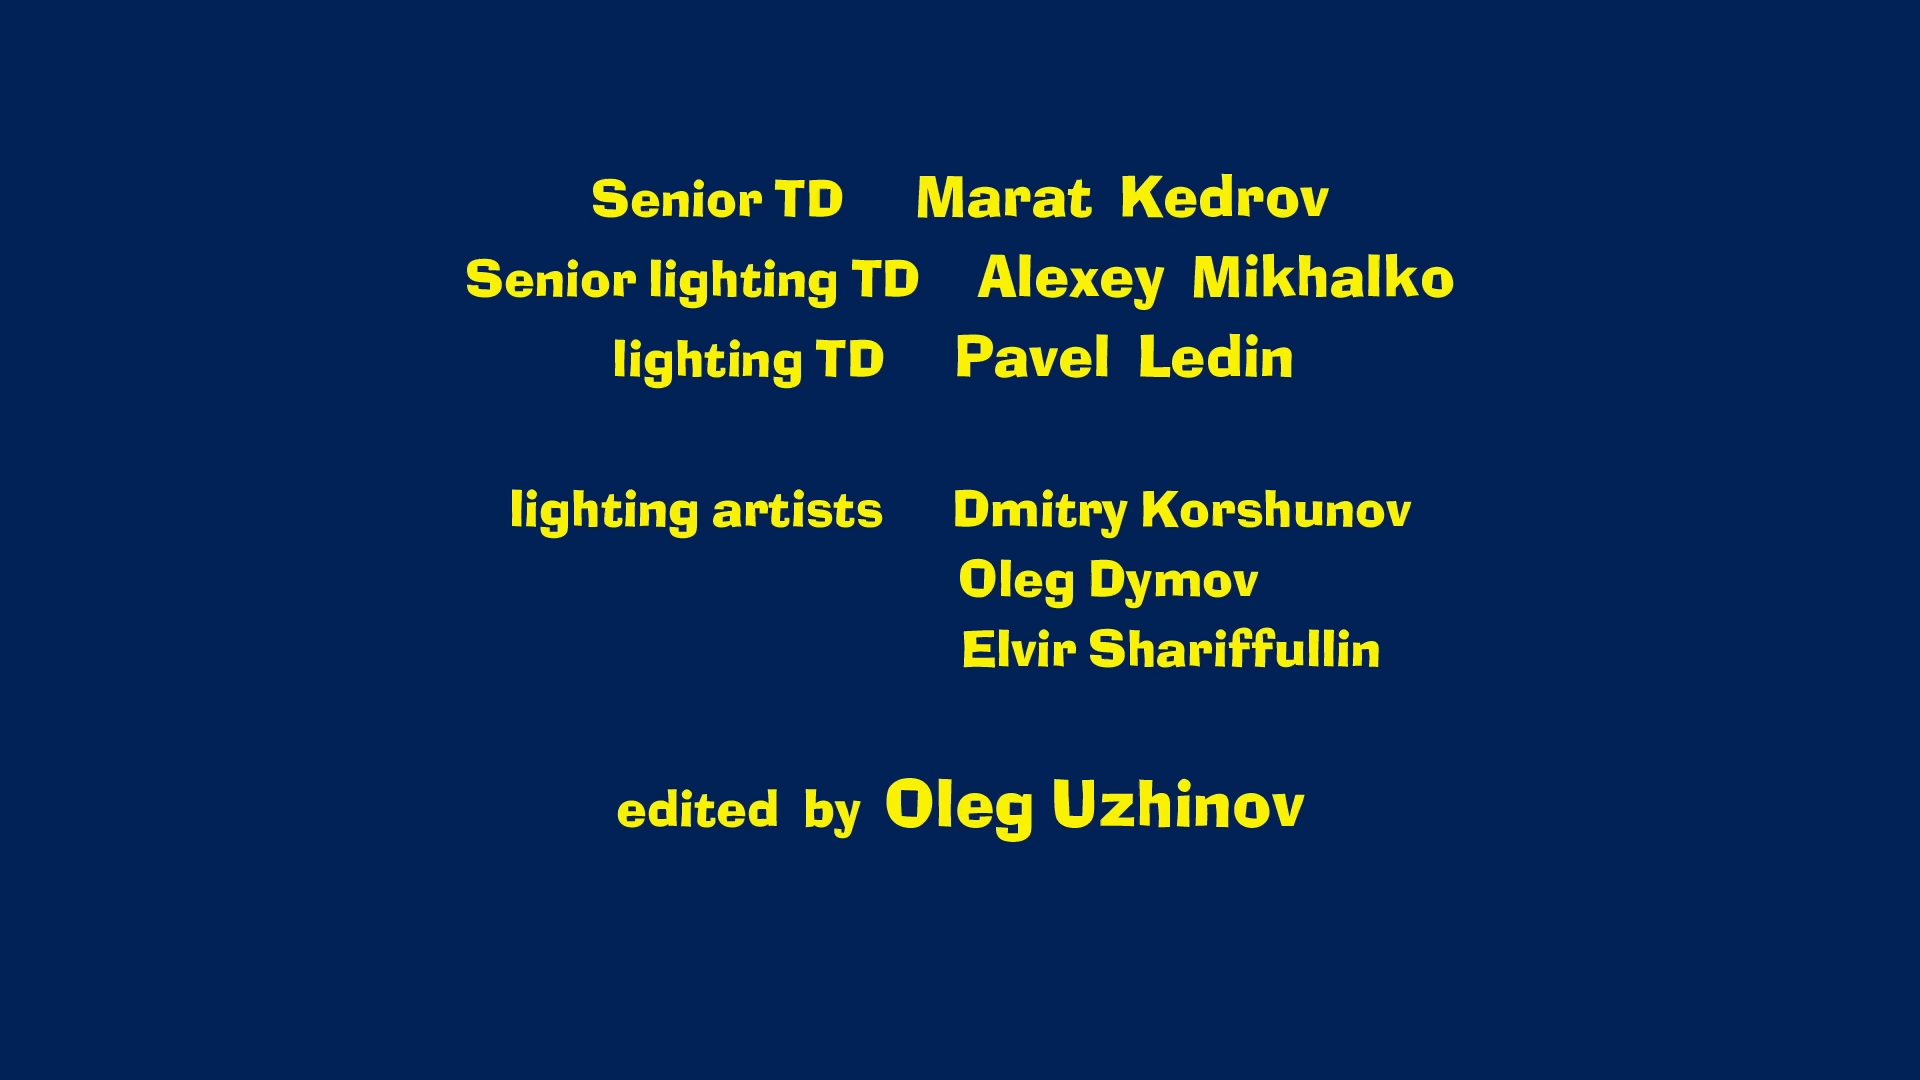 Senior TD Marat Kedrov
Senior lighting TD Alexey Mikhalko
lighting TD Pavel Ledin
lighting artists Dmitry Korshunov
Oleg Dymov
Elvir Shariffullin
edited by Oleg Uzhinov